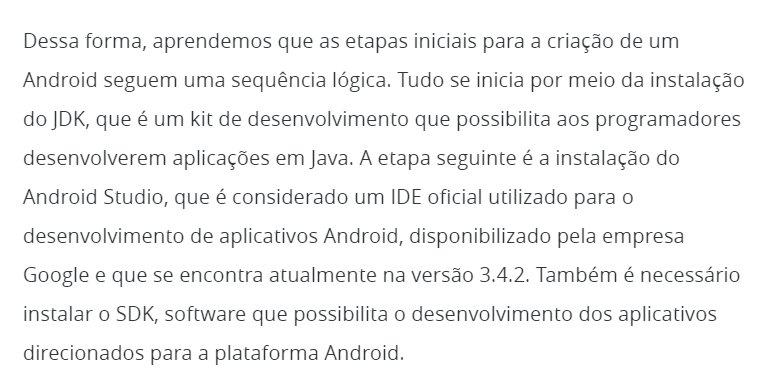 Dessa forma, aprendemos que as etapas iniciais para a criação de um
Android seguem uma sequência lógica. Tudo se inicia por meio da instalação
do JDK, que é um kit de desenvolvimento que possibilita aos programadores
desenvolverem aplicações em Java. A etapa seguinte é a instalação do
Android Studio, que é considerado um IDE oficial utilizado para o
desenvolvimento de aplicativos Android, disponibilizado pela empresa
Google e que se encontra atualmente na versão 3.4.2. Também é necessário
instalar o SDK, software que possibilita o desenvolvimento dos aplicativos
direcionados para a plataforma Android.